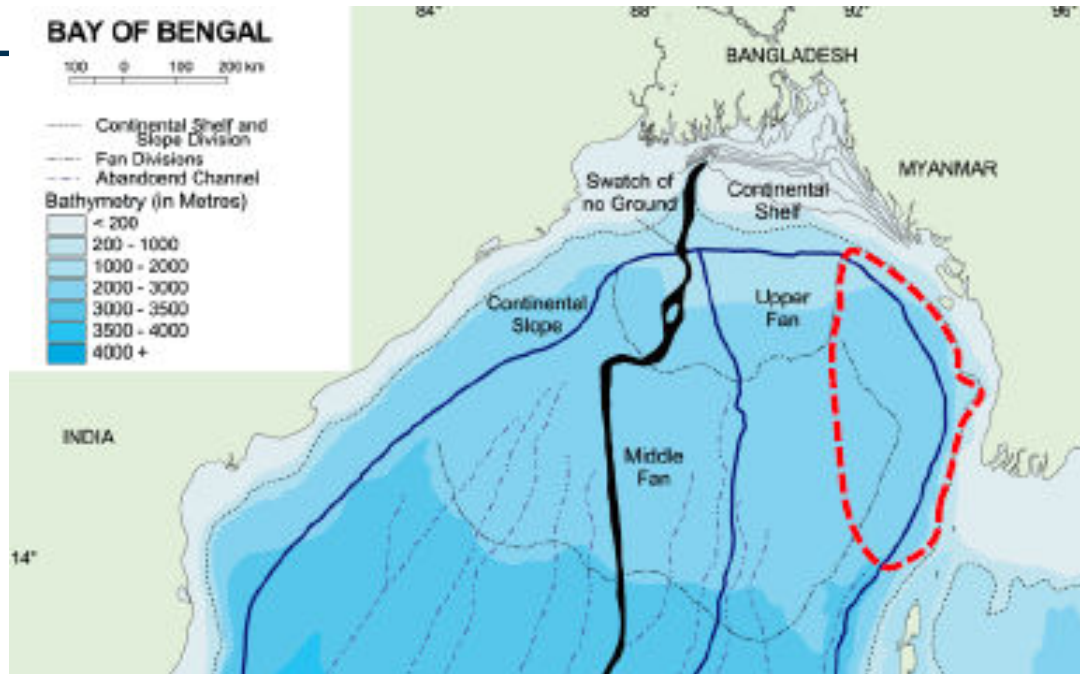 84°
88°
92°
96°
BAY OF BENGAL
100 0 100 200 km
Continental Shelf and
Slope Division
Fan Divisions
Abandoend Channel
Bathymetry (in Metres)
< 200
200 - 1000
1000 - 2000
2000 - 3000
3000 - 3500
3500 - 4000
4000 +
BANGLADESH
MYANMAR
Swatch of
no Ground
Continental
Shelf
Continental
Slope
Upper
Fan
INDIA
Middle
Fan
14°